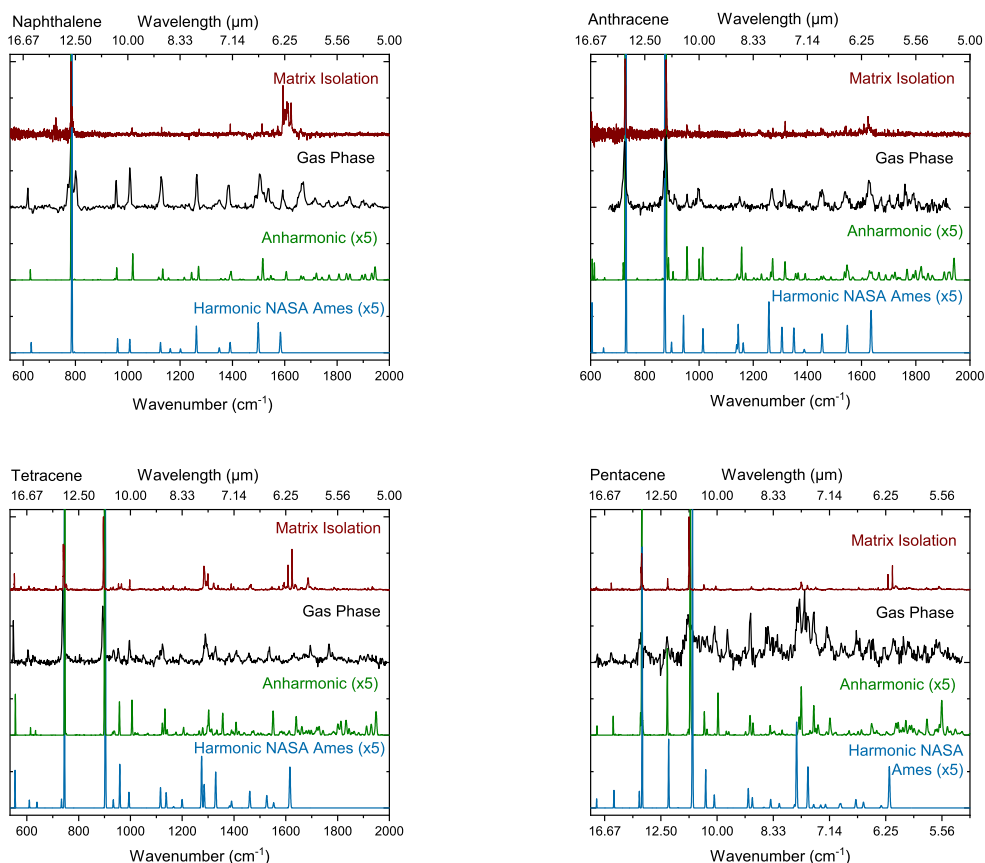 Naphthalene
Wavelength (µm)
16.67 12.50 10.00 8.33 7.14 6.25 5.56 5.00
Matrix Isolation
Gas Phase
Anharmonic (x5)
Harmonic NASA Ames (x5)
600 800 1000 1200 1400 1600 1800 2000
Wavenumber (cm⁻¹)
Anthracene
Wavelength (µm)
16.67 12.50 10.00 8.33 7.14 6.25 5.56 5.00
Matrix Isolation
Gas Phase
Anharmonic (x5)
Harmonic NASA Ames (x5)
600 800 1000 1200 1400 1600 1800 2000
Wavenumber (cm⁻¹)
Tetracene
Wavelength (µm)
16.67 12.50 10.00 8.33 7.14 6.25 5.56 5.00
Matrix Isolation
Gas Phase
Anharmonic (x5)
Harmonic NASA Ames (x5)
600 800 1000 1200 1400 1600 1800 2000
Wavenumber (cm⁻¹)
Pentacene
Wavelength (µm)
16.67 12.50 10.00 8.33 7.14 6.25 5.56
Matrix Isolation
Gas Phase
Anharmonic (x5)
Harmonic NASA
Ames (x5)
16.67 12.50 10.00 8.33 7.14 6.25 5.56
Wavenumber (cm⁻¹)